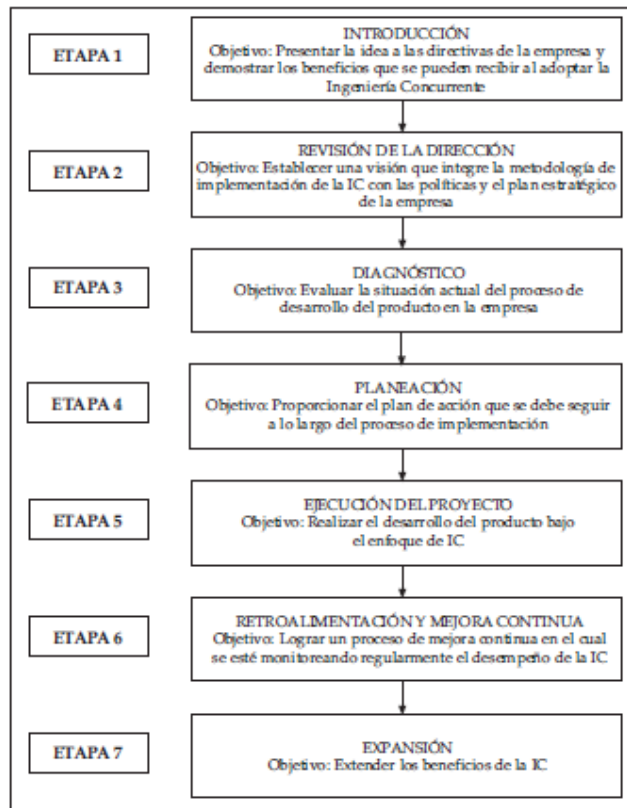 ETAPA 1
INTRODUCCIÓN
Objetivo: Presentar la idea a las directivas de la empresa y
demostrar los beneficios que se pueden recibir al adoptar la
Ingeniería Concurrente
ETAPA 2
REVISIÓN DE LA DIRECCIÓN
Objetivo: Establecer una visión que integre la metodología de
implementación de la IC con las políticas y el plan estratégico
de la empresa
ETAPA 3
DIAGNÓSTICO
Objetivo: Evaluar la situación actual del proceso de
desarrollo del producto en la empresa
ETAPA 4
PLANEACIÓN
Objetivo: Proporcionar el plan de acción que se debe seguir
a lo largo del proceso de implementación
ETAPA 5
EJECUCIÓN DEL PROYECTO
Objetivo: Realizar el desarrollo del producto bajo
el enfoque de IC
ETAPA 6
RETROALIMENTACIÓN Y MEJORA CONTINUA
Objetivo: Lograr un proceso de mejora continua en el cual
se esté monitoreando regularmente el desempeño de la IC
ETAPA 7
EXPANSIÓN
Objetivo: Extender los beneficios de la IC